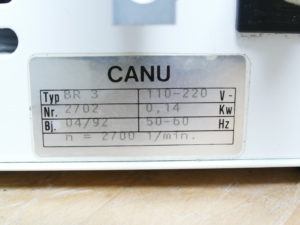 CANU
Typ BR 3 110-220 V-
Nr. 2702 0,14 Kw
Bj. 04/92 50-60 Hz
n = 2700 1/min.